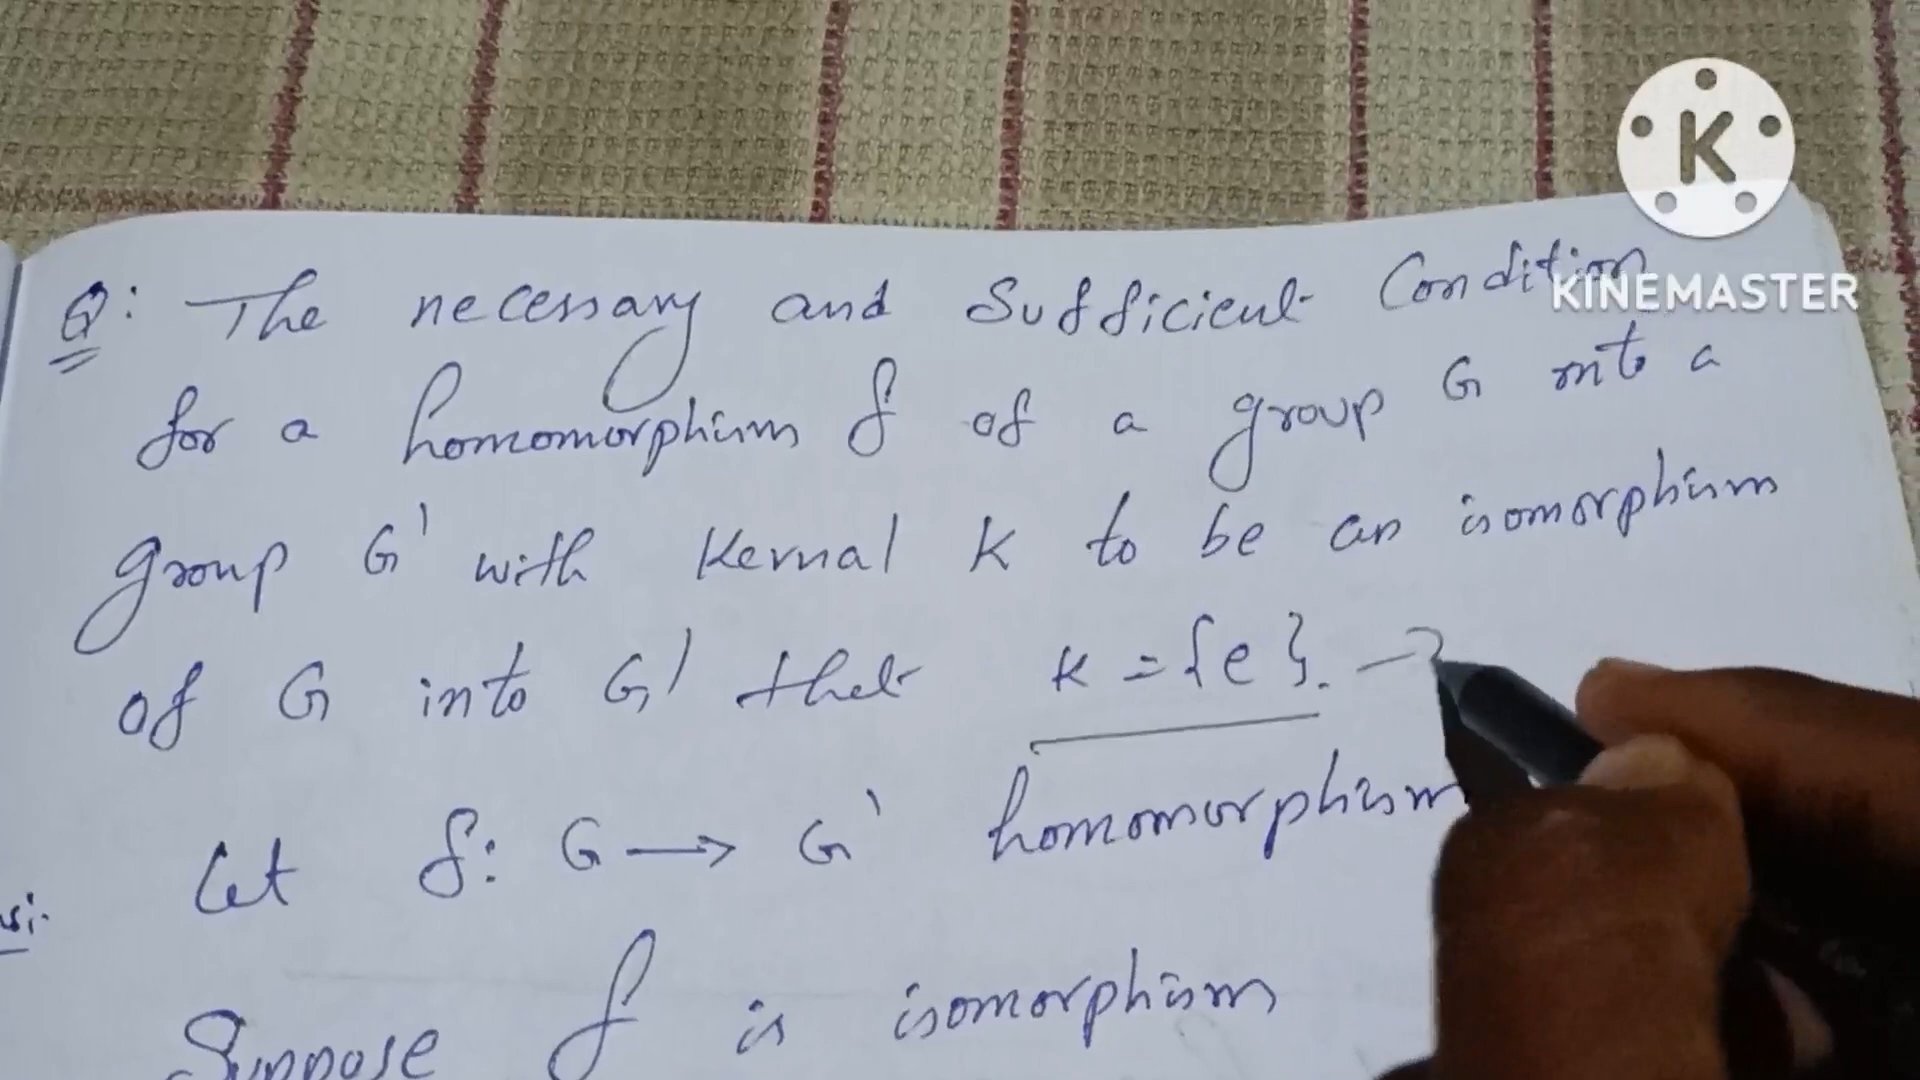 K
KINEMASTER
Q: The necessary and Sufficient Condition
for a homomorphism f of a group G into a
group G' with Kernal K to be an isomorphism
of G into G' that K = {e}. →
Let f: G → G' homomorphism
Suppose f is isomorphism